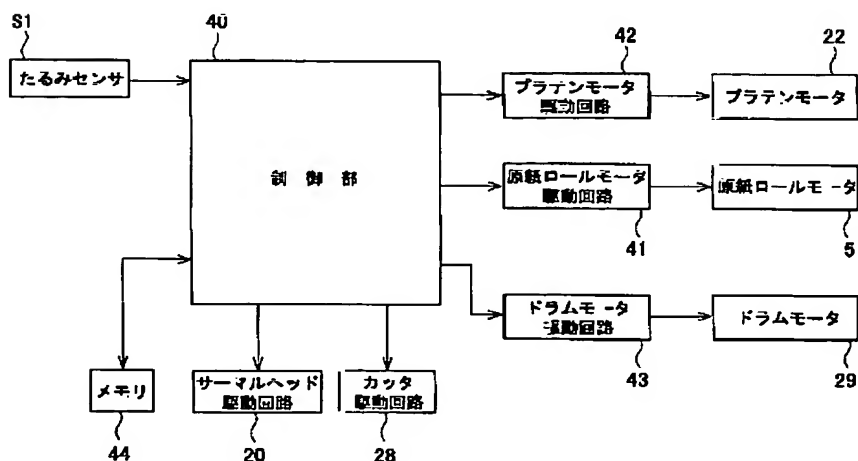 S1
たるみセンサ
40
制御部
42
プラテンモータ
駆動回路
22
プラテンモータ
原紙ロールモータ
駆動回路
41
原紙ロールモータ
5
ドラムモータ
駆動回路
43
ドラムモータ
29
メモリ
44
サーマルヘッド
駆動回路
20
カッタ
駆動回路
28